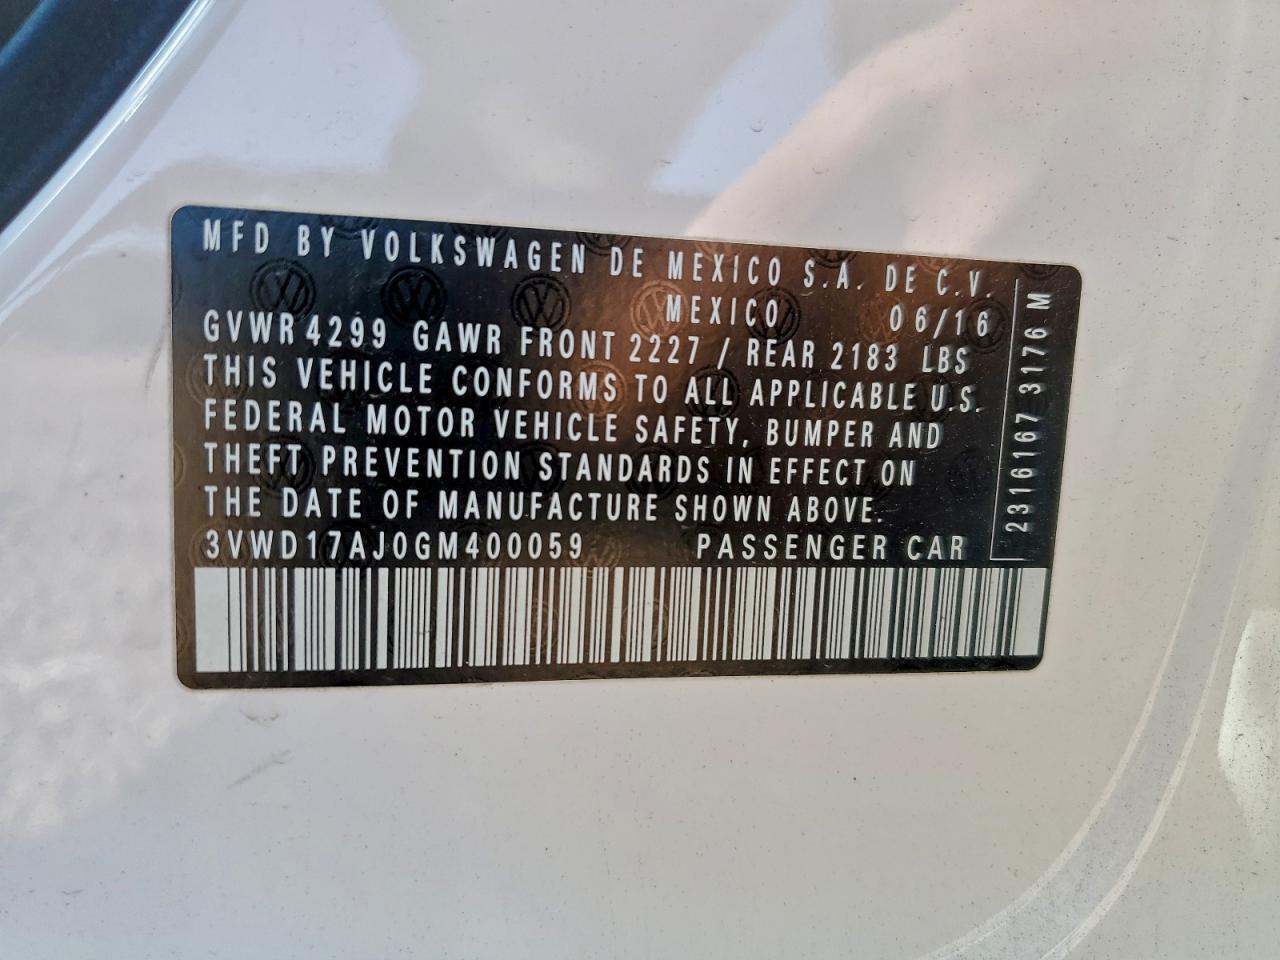 MFD BY VOLKSWAGEN DE MEXICO S.A. DE C.V.
MEXICO 06/16
GVWR 4299 GAWR FRONT 2227 / REAR 2183 LBS
THIS VEHICLE CONFORMS TO ALL APPLICABLE U.S.
FEDERAL MOTOR VEHICLE SAFETY, BUMPER AND
THEFT PREVENTION STANDARDS IN EFFECT ON
THE DATE OF MANUFACTURE SHOWN ABOVE.
3VWD17AJ0GM400059 PASSENGER CAR
2316167 3176 M